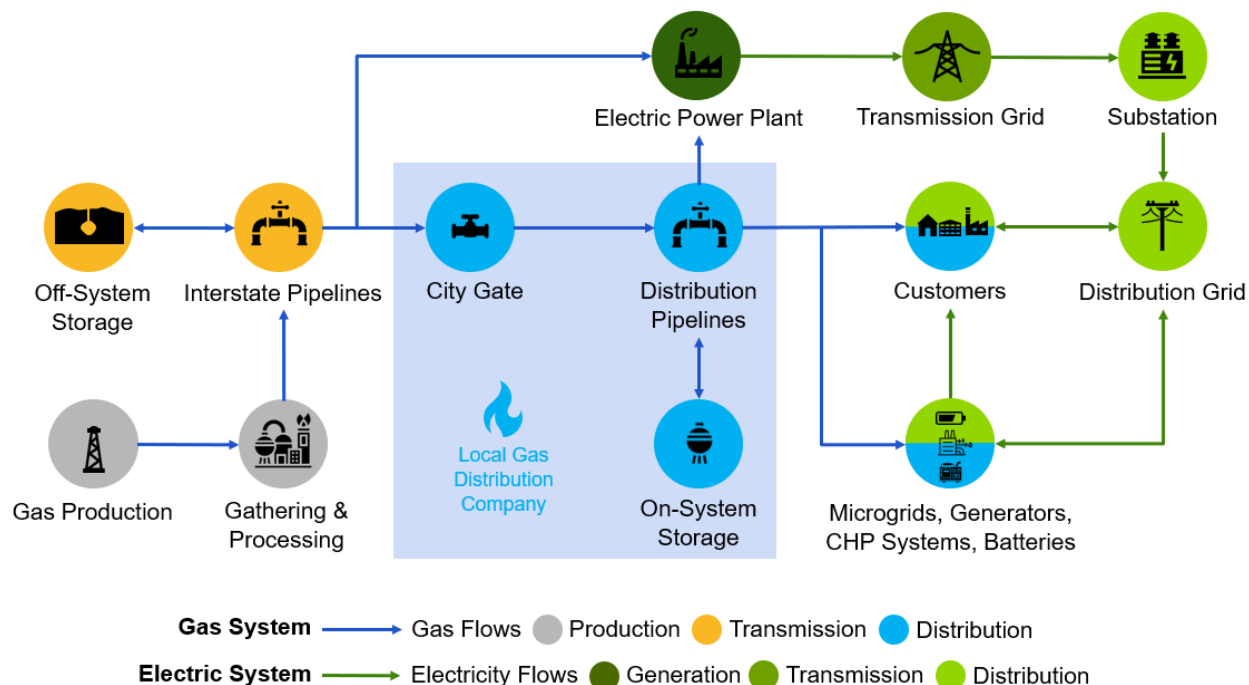 Electric Power Plant
Transmission Grid
Substation
Off-System
Storage
Interstate Pipelines
City Gate
Distribution
Pipelines
Customers
Distribution Grid
Gas Production
Gathering &
Processing
Local Gas
Distribution
Company
On-System
Storage
Microgrids, Generators,
CHP Systems, Batteries
Gas System Gas Flows Production Transmission Distribution
Electric System Electricity Flows Generation Transmission Distribution